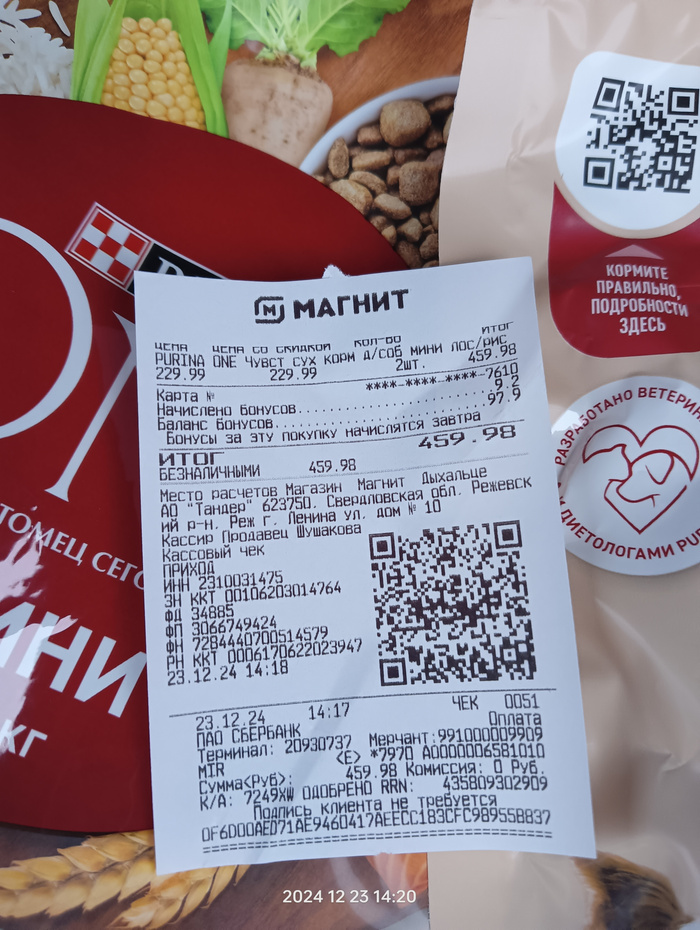 КОРМИТЕ
ПРАВИЛЬНО,
ПОДРОБНОСТИ
ЗДЕСЬ
РАЗРАБОТАНО
ДИЕТОЛОГАМИ
ТОМЕЦ СЕГО
ИНИ
КГ
М МАГНИТ
ЦЕНА ЦЕНА СО СКИДКОЙ КОЛ-ВО ИТОГ
PURINA ONE ЧУВСТ СУХ КОРМ Д/СОБ МИНИ ЛОС/РИС
229.99 229.99 2ШТ. 459.98
Карта № ****-****-****-7610
Начислено бонусов 9.2
Баланс бонусов 97.9
Бонусы за эту покупку начислятся завтра
ИТОГ 459.98
БЕЗНАЛИЧНЫМИ 459.98
Место расчетов Магазин Магнит Дыхальце
АО "Тандер" 623750. Свердловская обл. Режевск
ий р-н. Реж г. Ленина ул. дом № 10
Кассир Продавец Шушакова
Кассовый чек
ПРИХОД
ИНН 2310031475
ЗН ККТ 00106203014764
ФД 34885
ФП 3066749424
ФН 7284440700514579
РН ККТ 0006170622023947
23.12.24 14:18
23.12.24 14:17 ЧЕК 0051
ПАО СБЕРБАНК Оплата
Терминал: 20930737 Мерчант: 991000009909
MIR <E> *7970 A0000006581010
Сумма<Руб>: 459.98 Комиссия: 0 Руб.
К/А: 7249XW ОДОБРЕНО RRN: 435809302909
Подпись клиента не требуется
0F6D00AED71AE9460417AEECC183CFC98955B837
================================
2024 12 23 14:20